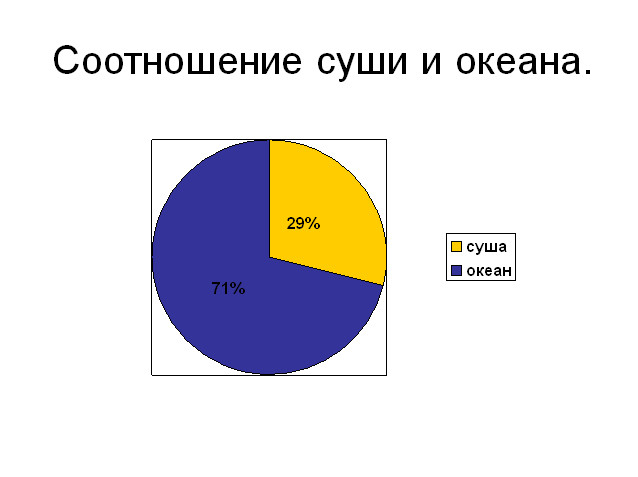 Соотношение суши и океана.
29%
71%
суша
океан